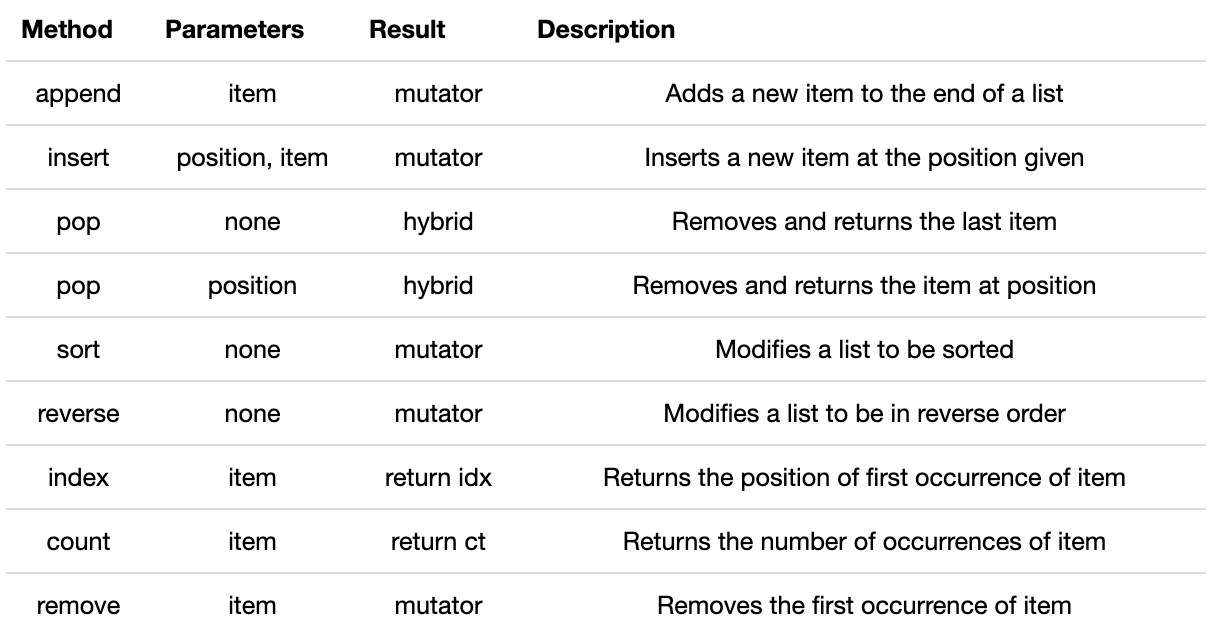 Method Parameters Result Description
append item mutator Adds a new item to the end of a list
insert position, item mutator Inserts a new item at the position given
pop none hybrid Removes and returns the last item
pop position hybrid Removes and returns the item at position
sort none mutator Modifies a list to be sorted
reverse none mutator Modifies a list to be in reverse order
index item return idx Returns the position of first occurrence of item
count item return ct Returns the number of occurrences of item
remove item mutator Removes the first occurrence of item